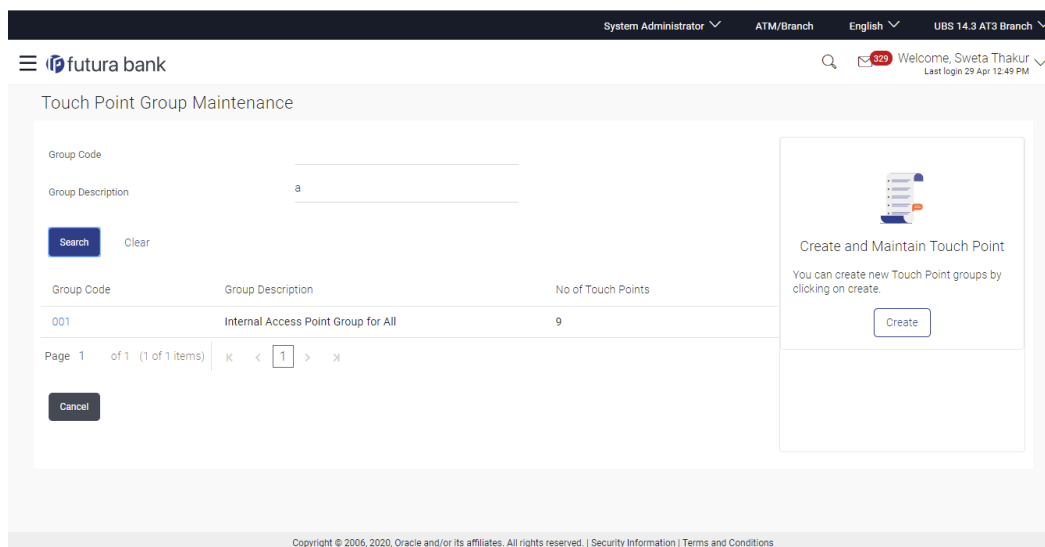 System Administrator ATM/Branch English UBS 14.3 AT3 Branch
futura bank 329 Welcome, Sweta Thakur
Last login 29 Apr 12:49 PM
Touch Point Group Maintenance
Group Code
Group Description a
Search Clear
Group Code Group Description No of Touch Points
001 Internal Access Point Group for All 9
Page 1 of 1 (1 of 1 items) 1
Cancel
Create and Maintain Touch Point
You can create new Touch Point groups by
clicking on create.
Create
Copyright © 2006, 2020, Oracle and/or its affiliates. All rights reserved. | Security Information | Terms and Conditions